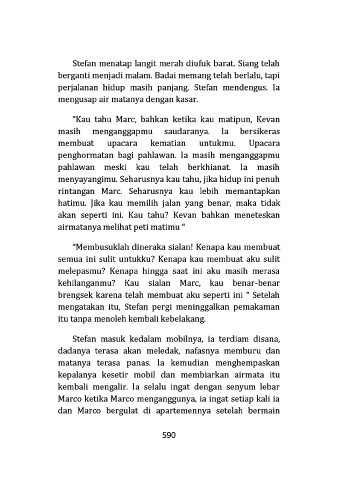 Stefan menatap langit merah diufuk barat. Siang telah
berganti menjadi malam. Badai memang telah berlalu, tapi
perjalanan hidup masih panjang. Stefan mendengus. Ia
mengusap air matanya dengan kasar.
"Kau tahu Marc, bahkan ketika kau matipun, Kevan
masih menganggapmu saudaranya. Ia bersikeras
membuat upacara kematian untukmu. Upacara
penghormatan bagi pahlawan. Ia masih menganggapmu
pahlawan meski kau telah berkhianat. Ia masih
menyayangimu. Seharusnya kau tahu, jika hidup ini penuh
rintangan Marc. Seharusnya kau lebih memantapkan
hatimu. Jika kau memilih jalan yang benar, maka tidak
akan seperti ini. Kau tahu? Kevan bahkan meneteskan
airmatanya melihat peti matimu "
"Membusuklah dineraka sialan! Kenapa kau membuat
semua ini sulit untukku? Kenapa kau membuat aku sulit
melepasmu? Kenapa hingga saat ini aku masih merasa
kehilanganmu? Kau sialan Marc, kau benar-benar
brengsek karena telah membuat aku seperti ini " Setelah
mengatakan itu, Stefan pergi meninggalkan pemakaman
itu tanpa menoleh kembali kebelakang.
Stefan masuk kedalam mobilnya, ia terdiam disana,
dadanya terasa akan meledak, nafasnya memburu dan
matanya terasa panas. Ia kemudian menghempaskan
kepalanya kesetir mobil dan membiarkan airmata itu
kembali mengalir. Ia selalu ingat dengan senyum lebar
Marco ketika Marco menganggunya, ia ingat setiap kali ia
dan Marco bergulat di apartemennya setelah bermain
590